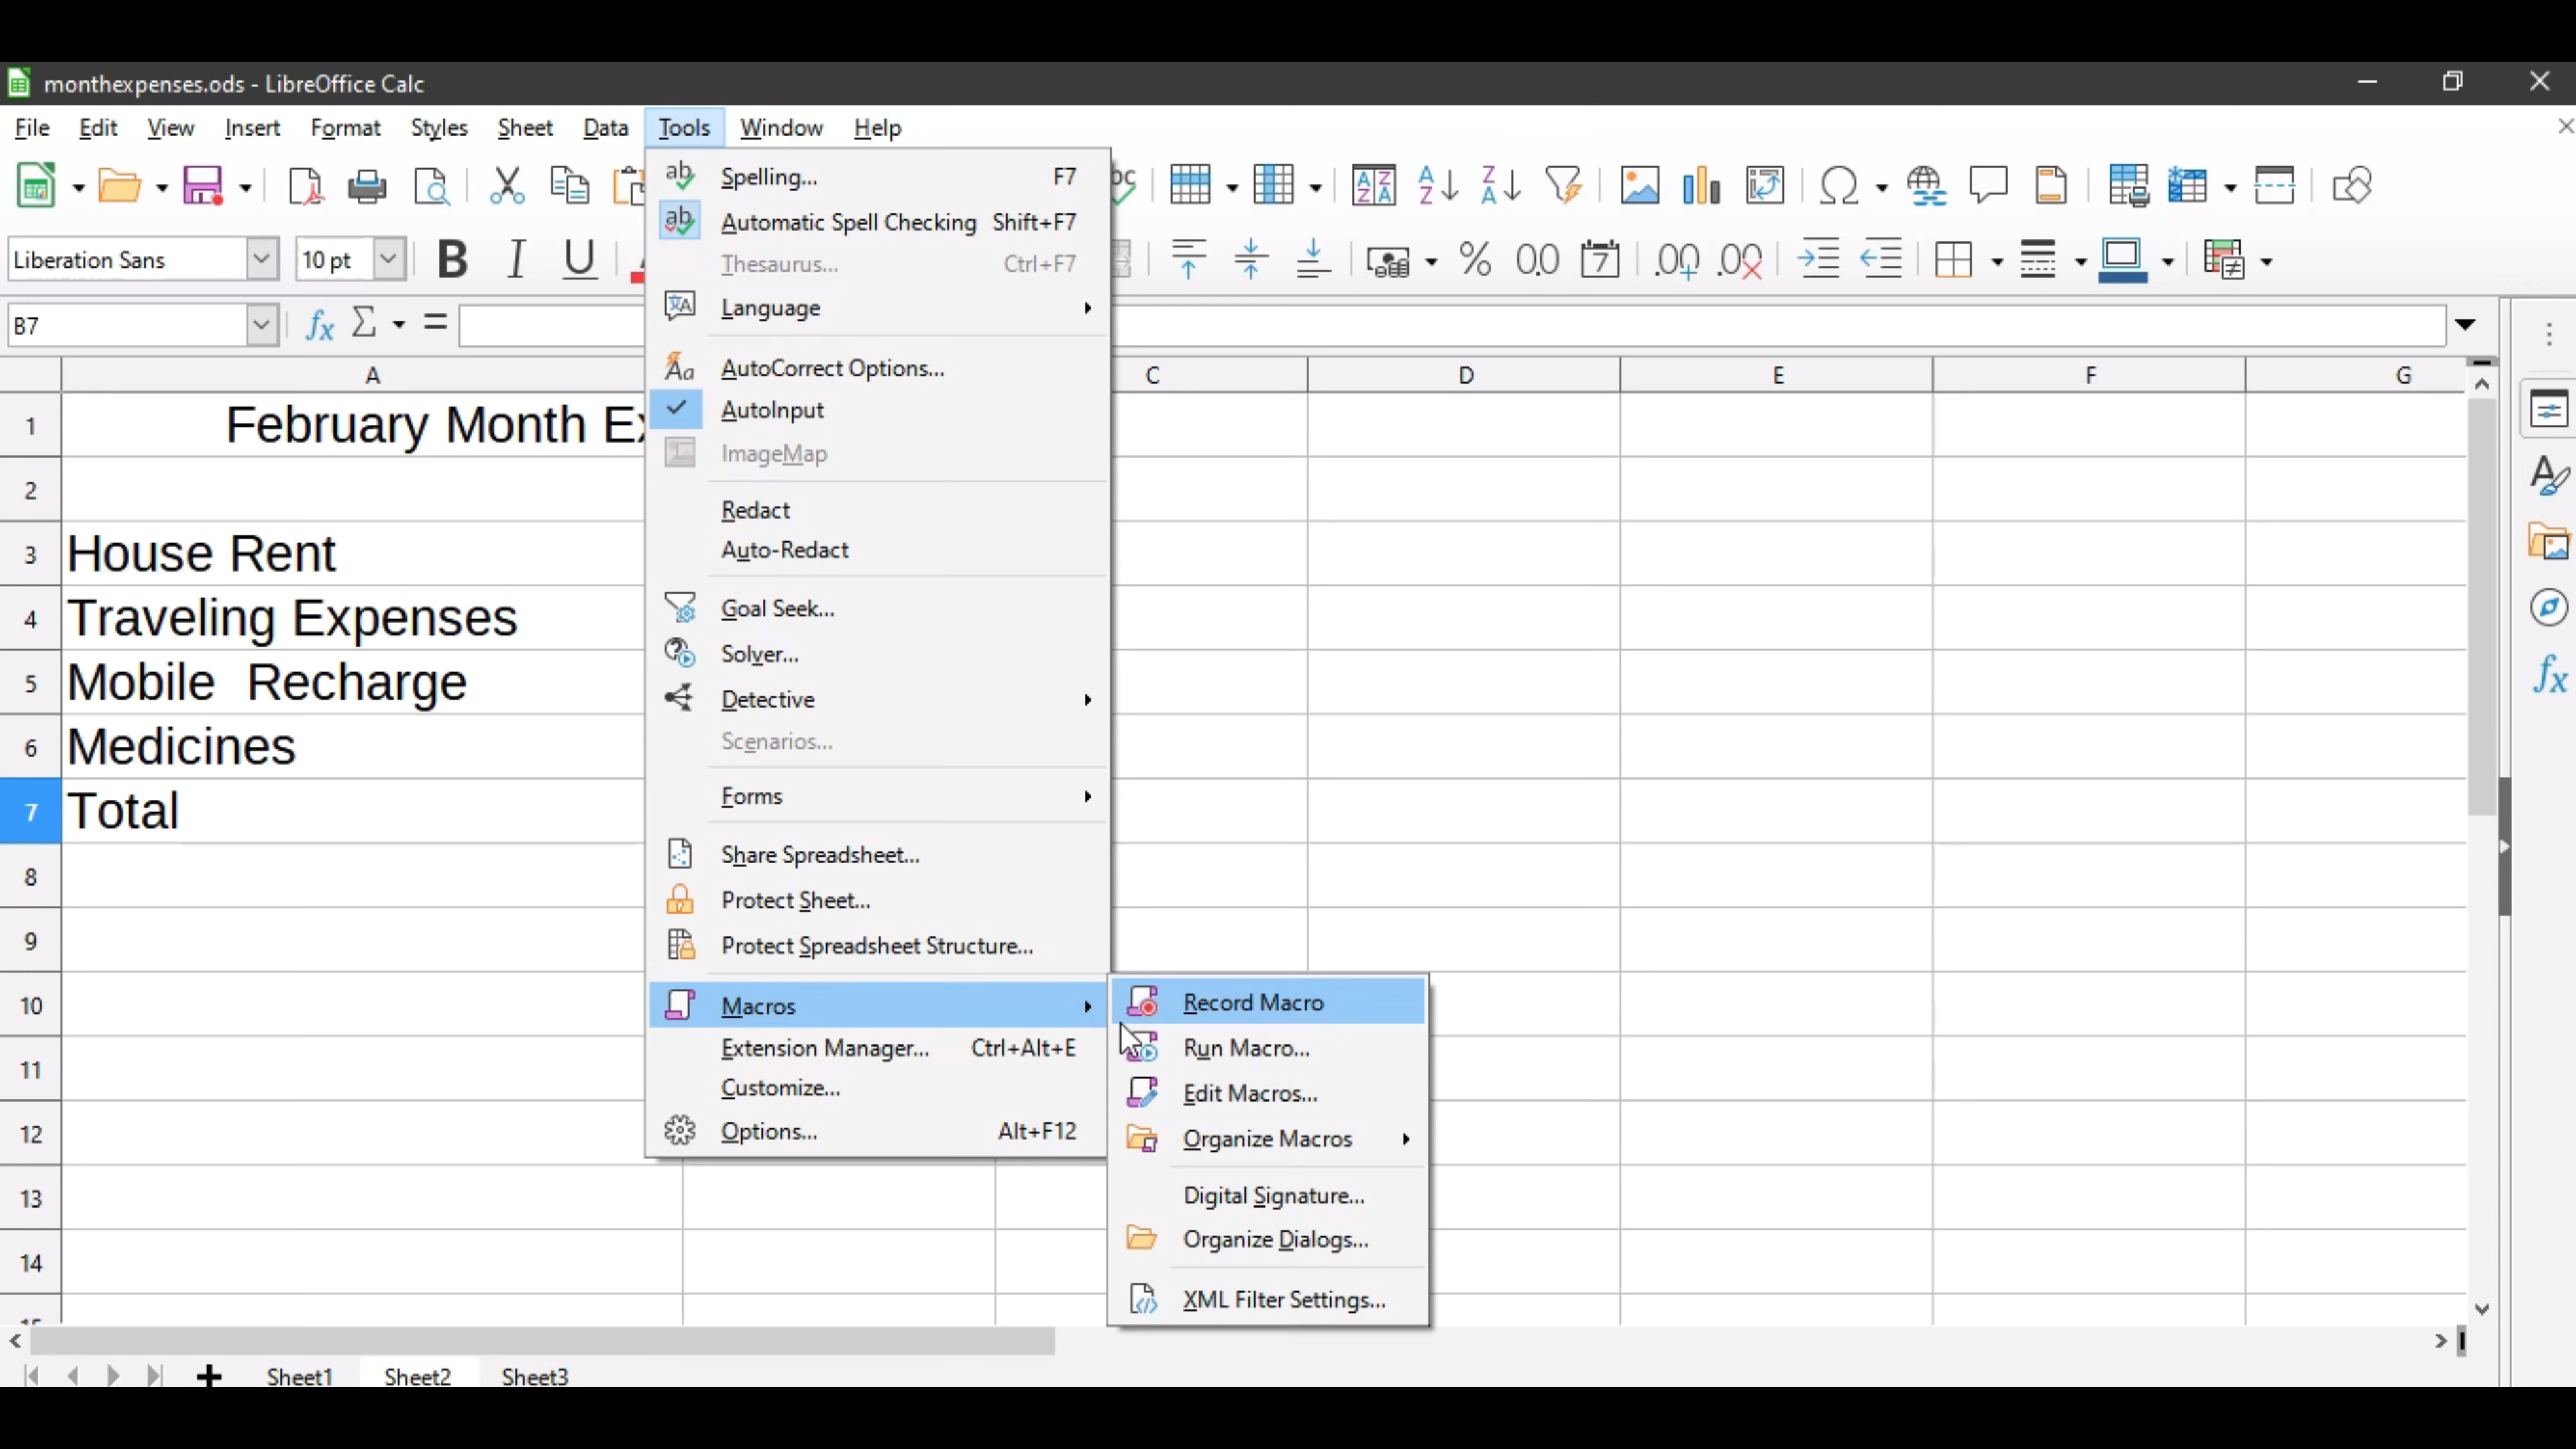 monthexpenses.ods - LibreOffice Calc
File Edit View Insert Format Styles Sheet Data Tools Window Help
Liberation Sans 10 pt B I U
B7 fx Σ =
A C D E F G
1 February Month Ex
2
3 House Rent
4 Traveling Expenses
5 Mobile  Recharge
6 Medicines
7 Total
8
9
10
11
12
13
14
Spelling... F7
Automatic Spell Checking Shift+F7
Thesaurus... Ctrl+F7
Language
AutoCorrect Options...
AutoInput
ImageMap
Redact
Auto-Redact
Goal Seek...
Solver...
Detective
Scenarios...
Forms
Share Spreadsheet...
Protect Sheet...
Protect Spreadsheet Structure...
Macros
Extension Manager... Ctrl+Alt+E
Customize...
Options... Alt+F12
Record Macro
Run Macro...
Edit Macros...
Organize Macros
Digital Signature...
Organize Dialogs...
XML Filter Settings...
Sheet1 Sheet2 Sheet3